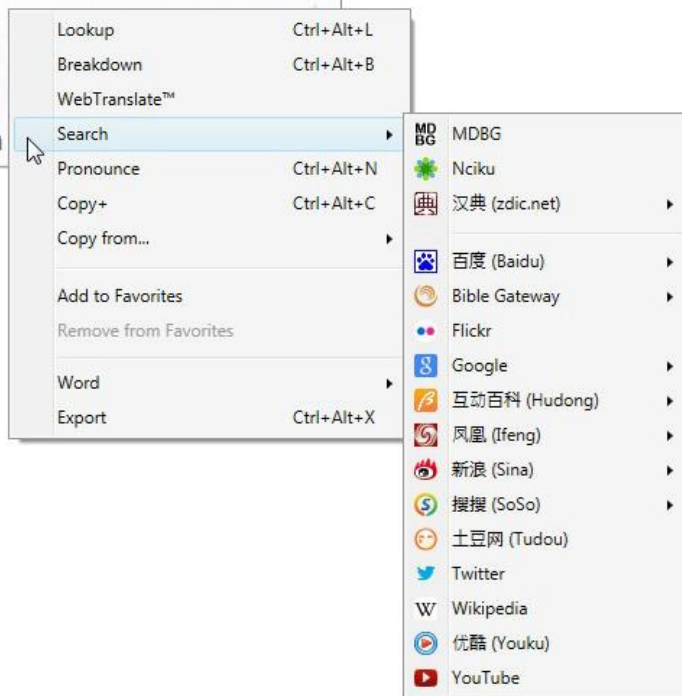 Lookup Ctrl+Alt+L
Breakdown Ctrl+Alt+B
WebTranslate™
Search
Pronounce Ctrl+Alt+N
Copy+ Ctrl+Alt+C
Copy from...
Add to Favorites
Remove from Favorites
Word
Export Ctrl+Alt+X
MDBG MDBG
Nciku
典 汉典 (zdic.net)
百度 (Baidu)
Bible Gateway
Flickr
8 Google
互动百科 (Hudong)
凤凰 (Ifeng)
新浪 (Sina)
S 搜搜 (SoSo)
土豆网 (Tudou)
Twitter
W Wikipedia
优酷 (Youku)
YouTube